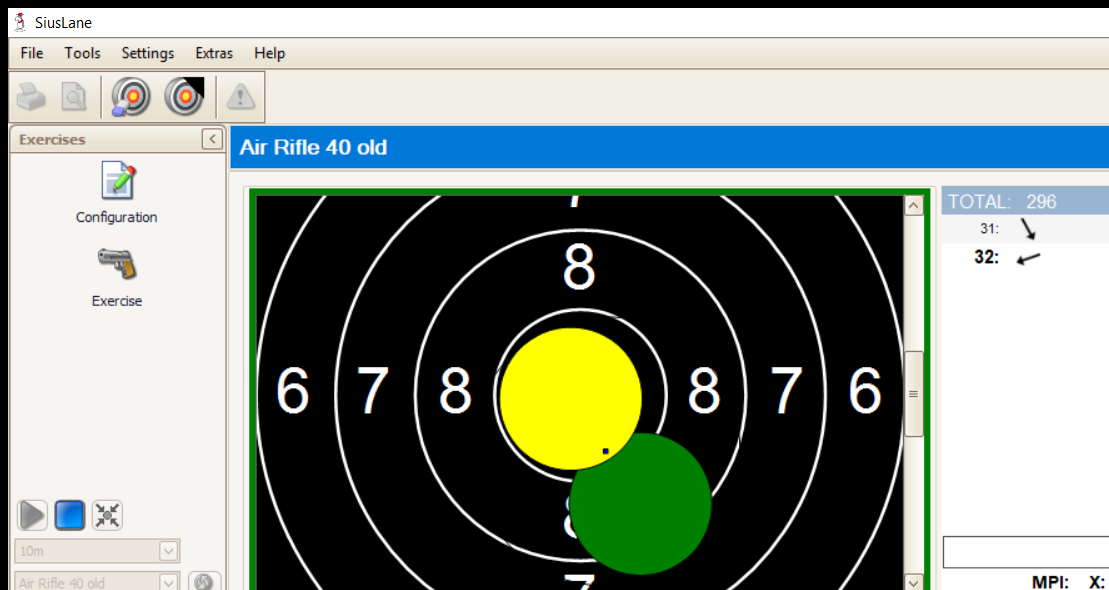 SiusLane
File Tools Settings Extras Help
Exercises
Air Rifle 40 old
Configuration
Exercise
TOTAL: 296
31:
32:
7
8
6 7 8 8 7 6
8
7
10m
Air Rifle 40 old
MPI: X: